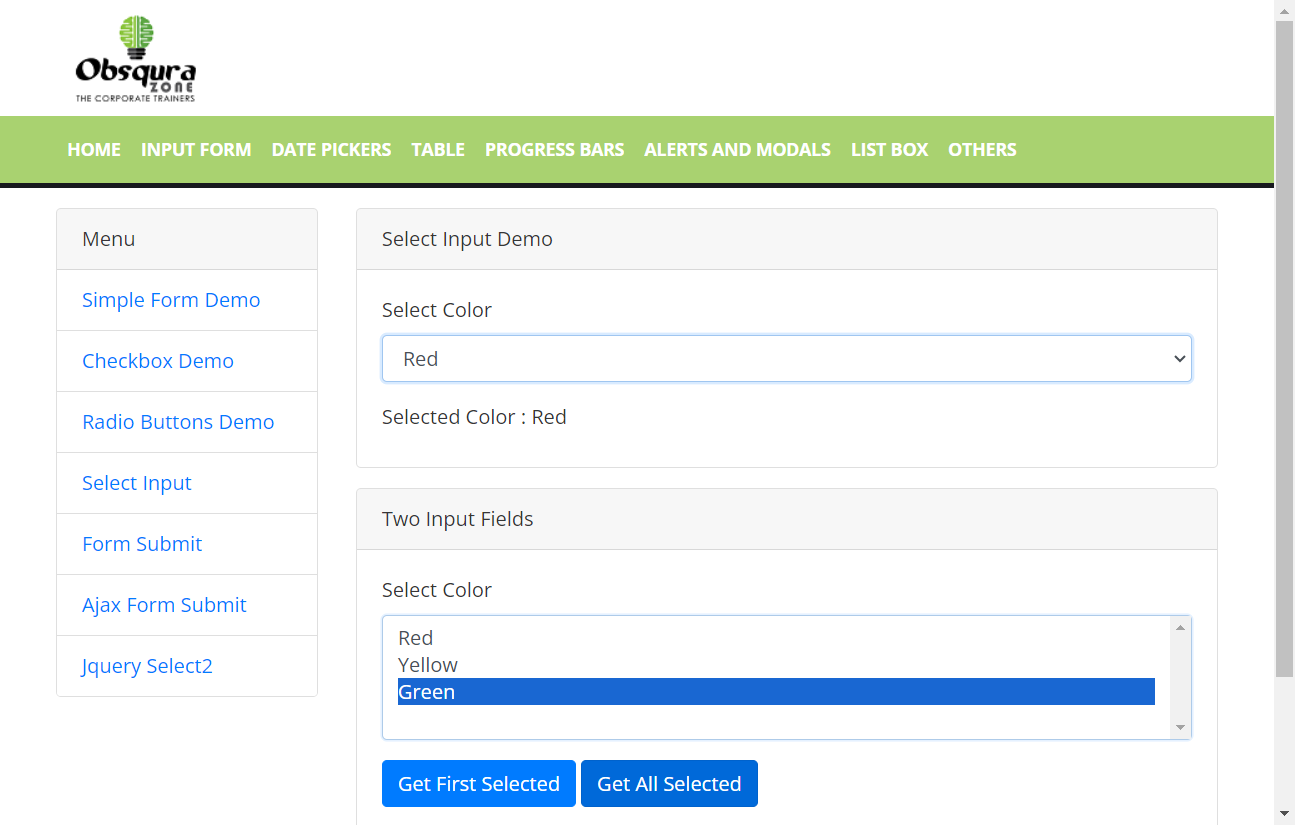 Obsqura
ZONE
THE CORPORATE TRAINERS
HOME INPUT FORM DATE PICKERS TABLE PROGRESS BARS ALERTS AND MODALS LIST BOX OTHERS
Menu
Simple Form Demo
Checkbox Demo
Radio Buttons Demo
Select Input
Form Submit
Ajax Form Submit
Jquery Select2
Select Input Demo
Select Color
Red
Selected Color : Red
Two Input Fields
Select Color
Red
Yellow
Green
Get First Selected Get All Selected